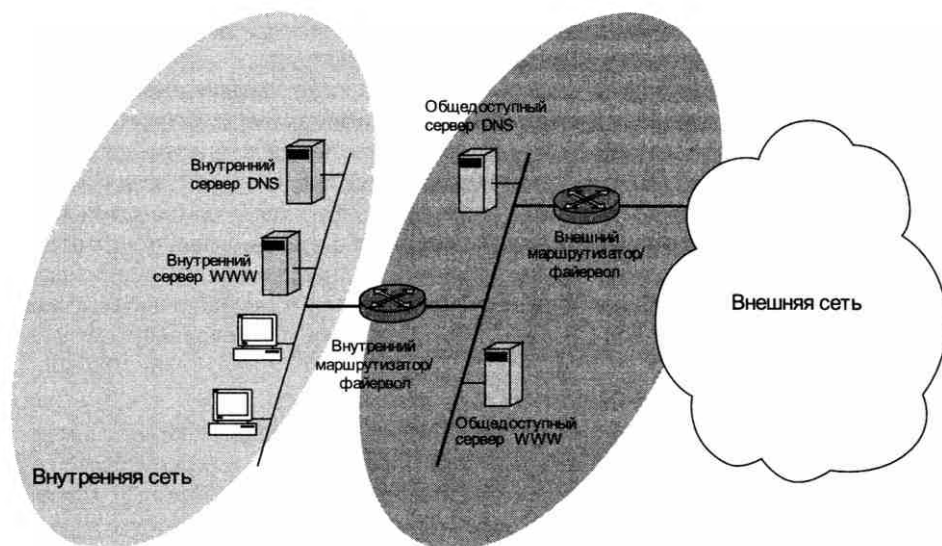 Общедоступный
сервер DNS
Внутренний
сервер DNS
Внутренний
сервер WWW
Внешний
маршрутизатор/
файервол
Внешняя сеть
Внутренний
маршрутизатор/
файервол
Общедоступный
сервер WWW
Внутренняя сеть